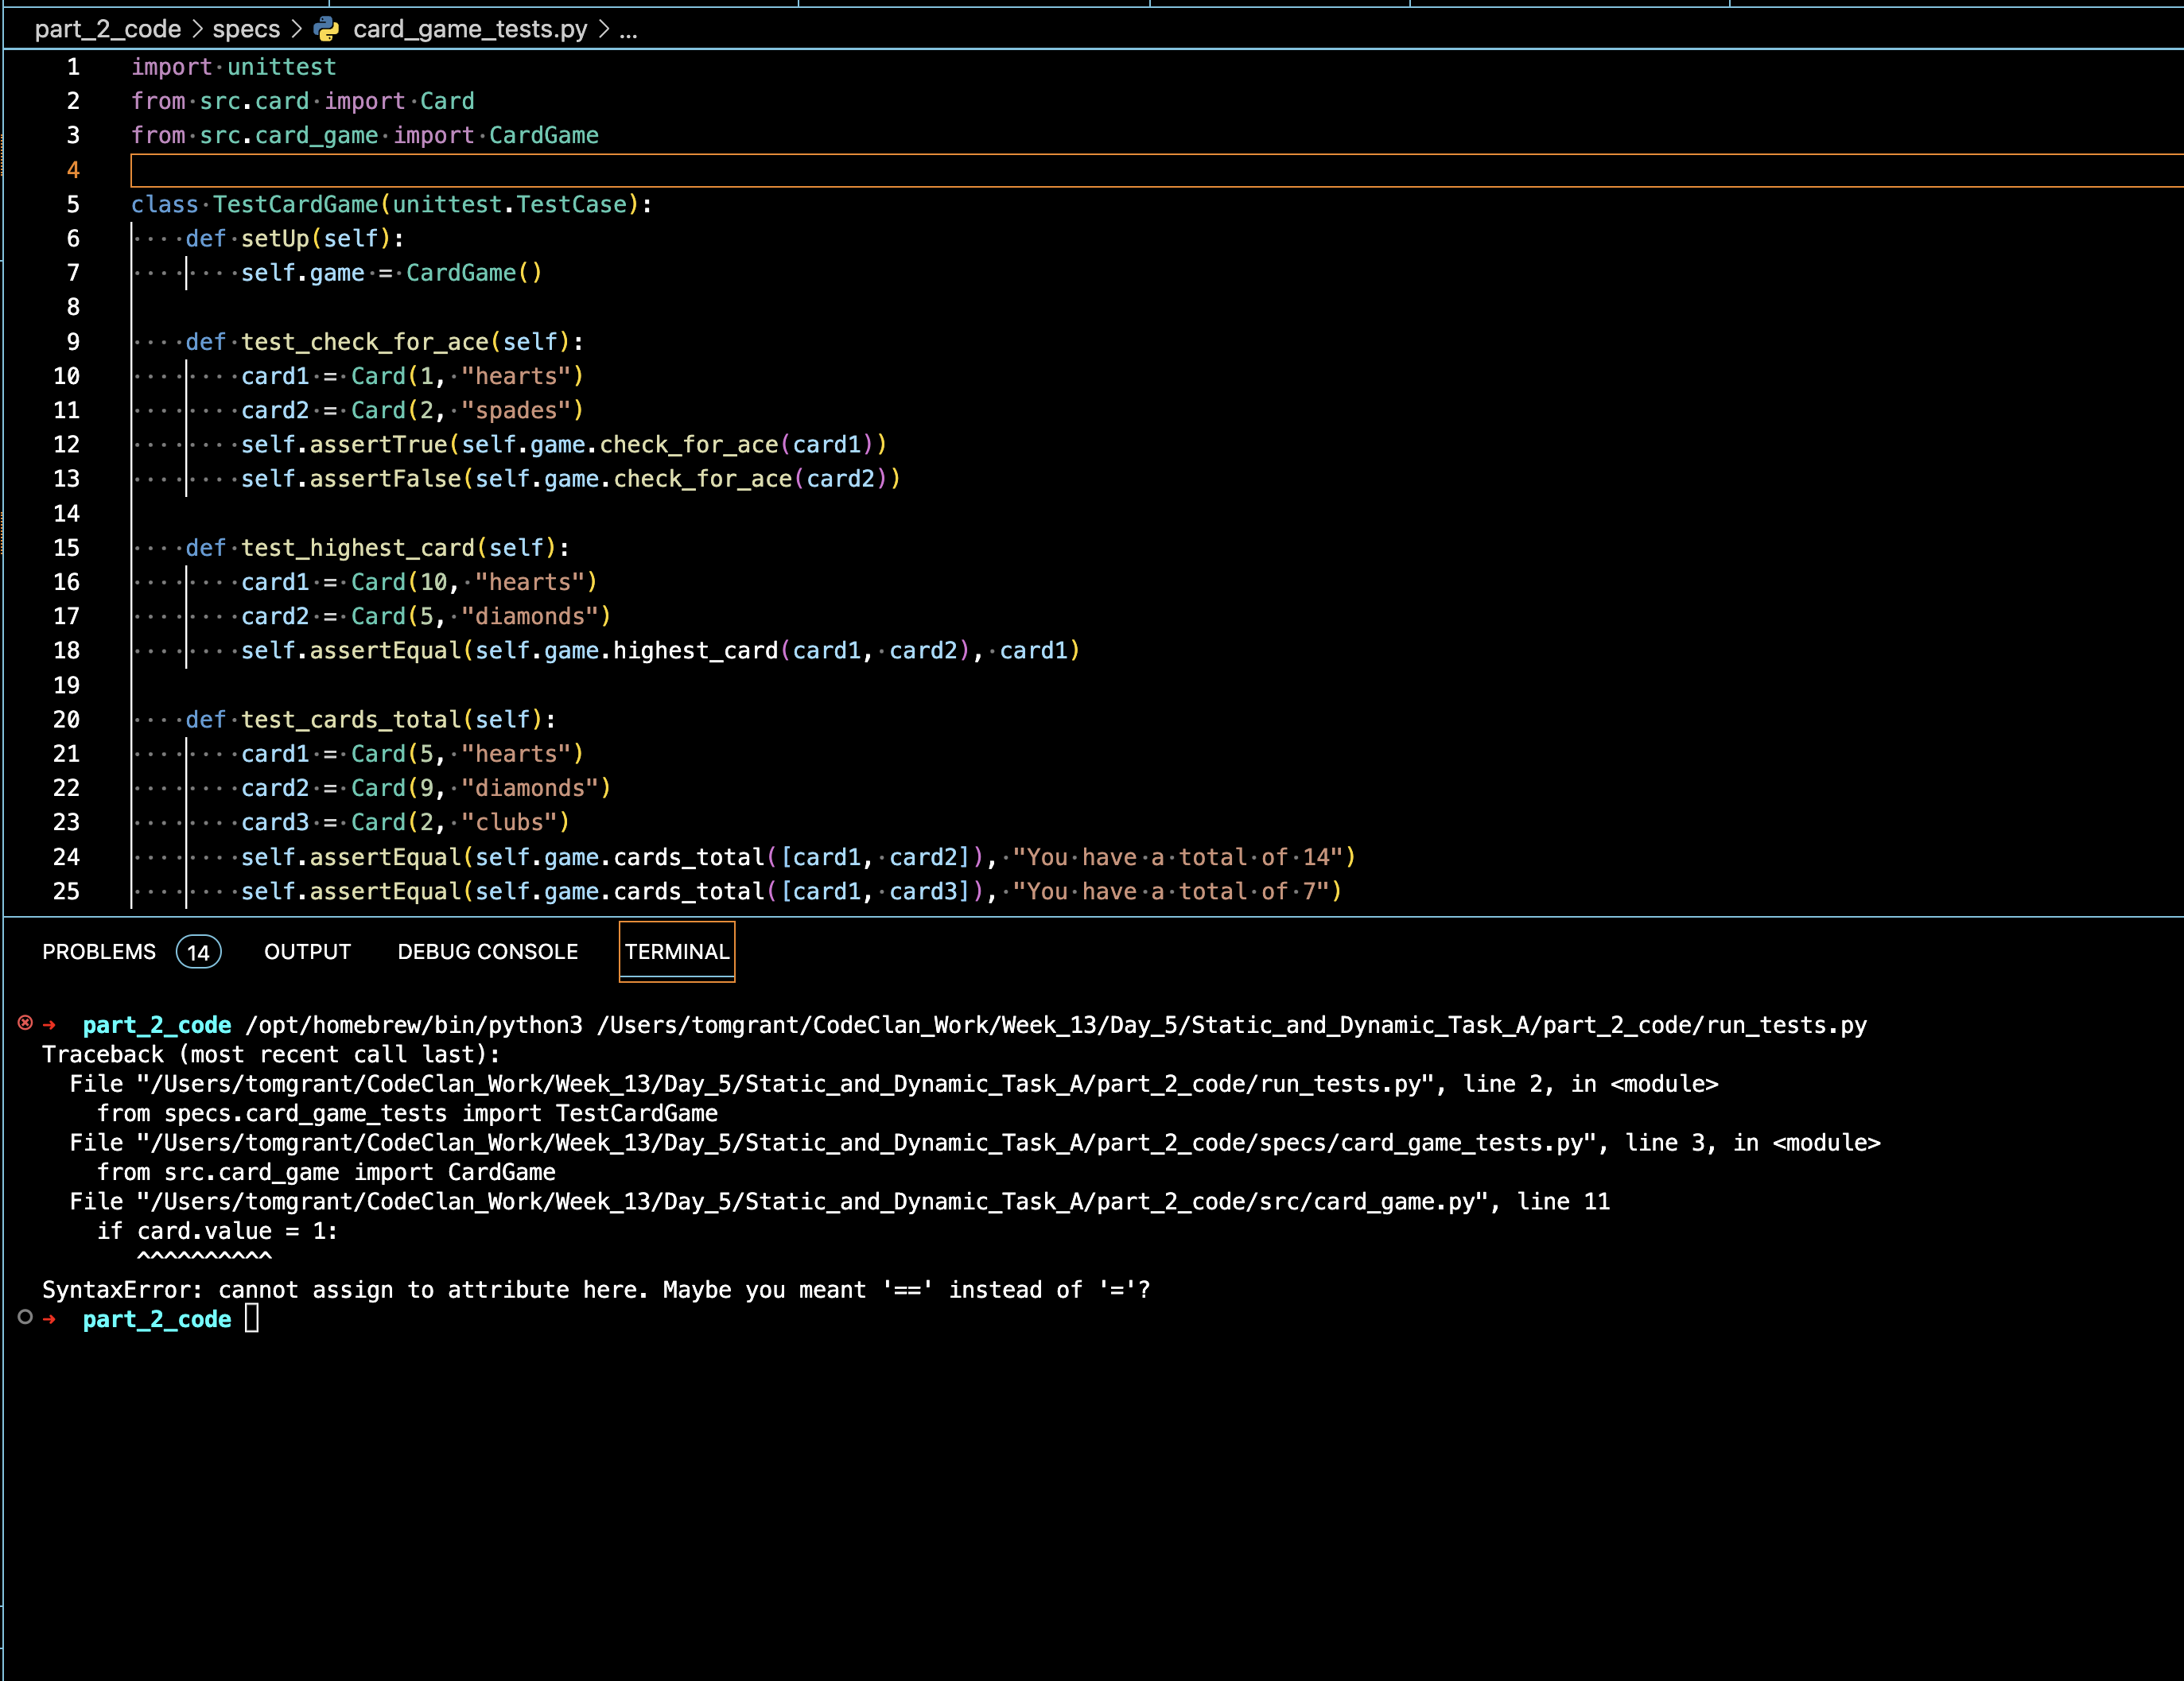 part_2_code > specs > card_game_tests.py > ...
1 import unittest
2 from src.card import Card
3 from src.card_game import CardGame
4
5 class TestCardGame(unittest.TestCase):
6     def setUp(self):
7         self.game = CardGame()
8
9     def test_check_for_ace(self):
10         card1 = Card(1, "hearts")
11         card2 = Card(2, "spades")
12         self.assertTrue(self.game.check_for_ace(card1))
13         self.assertFalse(self.game.check_for_ace(card2))
14
15     def test_highest_card(self):
16         card1 = Card(10, "hearts")
17         card2 = Card(5, "diamonds")
18         self.assertEqual(self.game.highest_card(card1, card2), card1)
19
20     def test_cards_total(self):
21         card1 = Card(5, "hearts")
22         card2 = Card(9, "diamonds")
23         card3 = Card(2, "clubs")
24         self.assertEqual(self.game.cards_total([card1, card2]), "You have a total of 14")
25         self.assertEqual(self.game.cards_total([card1, card3]), "You have a total of 7")
PROBLEMS 14 OUTPUT DEBUG CONSOLE TERMINAL
➜ part_2_code /opt/homebrew/bin/python3 /Users/tomgrant/CodeClan_Work/Week_13/Day_5/Static_and_Dynamic_Task_A/part_2_code/run_tests.py
Traceback (most recent call last):
  File "/Users/tomgrant/CodeClan_Work/Week_13/Day_5/Static_and_Dynamic_Task_A/part_2_code/run_tests.py", line 2, in <module>
    from specs.card_game_tests import TestCardGame
  File "/Users/tomgrant/CodeClan_Work/Week_13/Day_5/Static_and_Dynamic_Task_A/part_2_code/specs/card_game_tests.py", line 3, in <module>
    from src.card_game import CardGame
  File "/Users/tomgrant/CodeClan_Work/Week_13/Day_5/Static_and_Dynamic_Task_A/part_2_code/src/card_game.py", line 11
    if card.value = 1:
       ^^^^^^^^^^
SyntaxError: cannot assign to attribute here. Maybe you meant '==' instead of '='?
➜ part_2_code